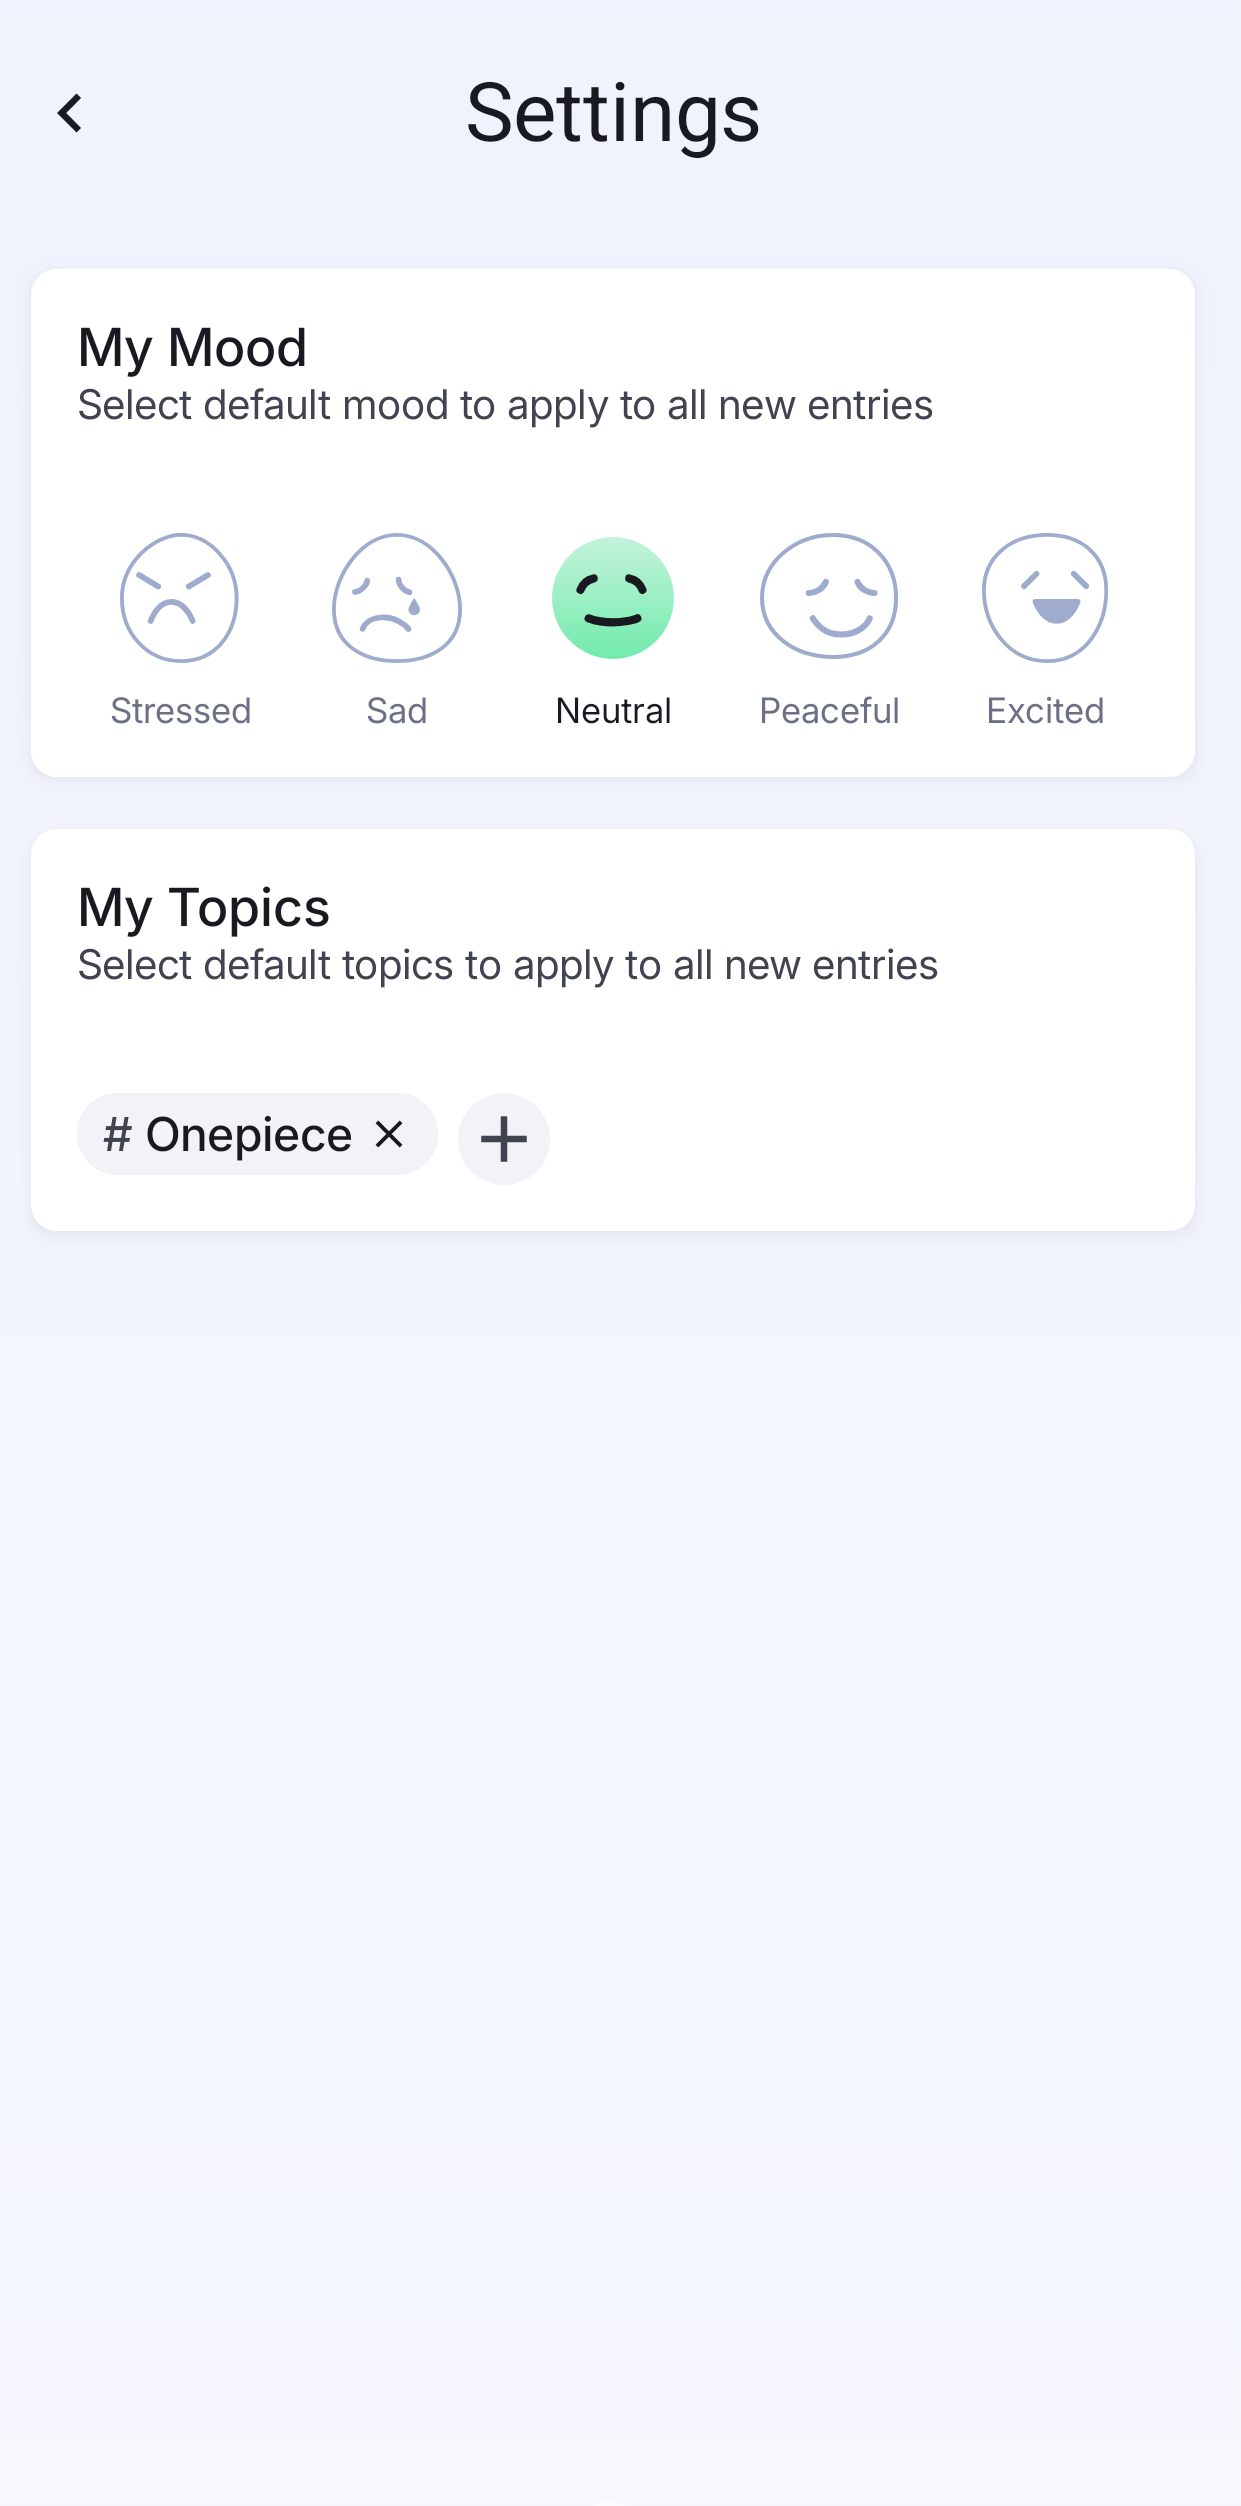 Settings
My Mood
Select default mood to apply to all new entries
Stressed Sad Neutral Peaceful Excited
My Topics
Select default topics to apply to all new entries
# Onepiece